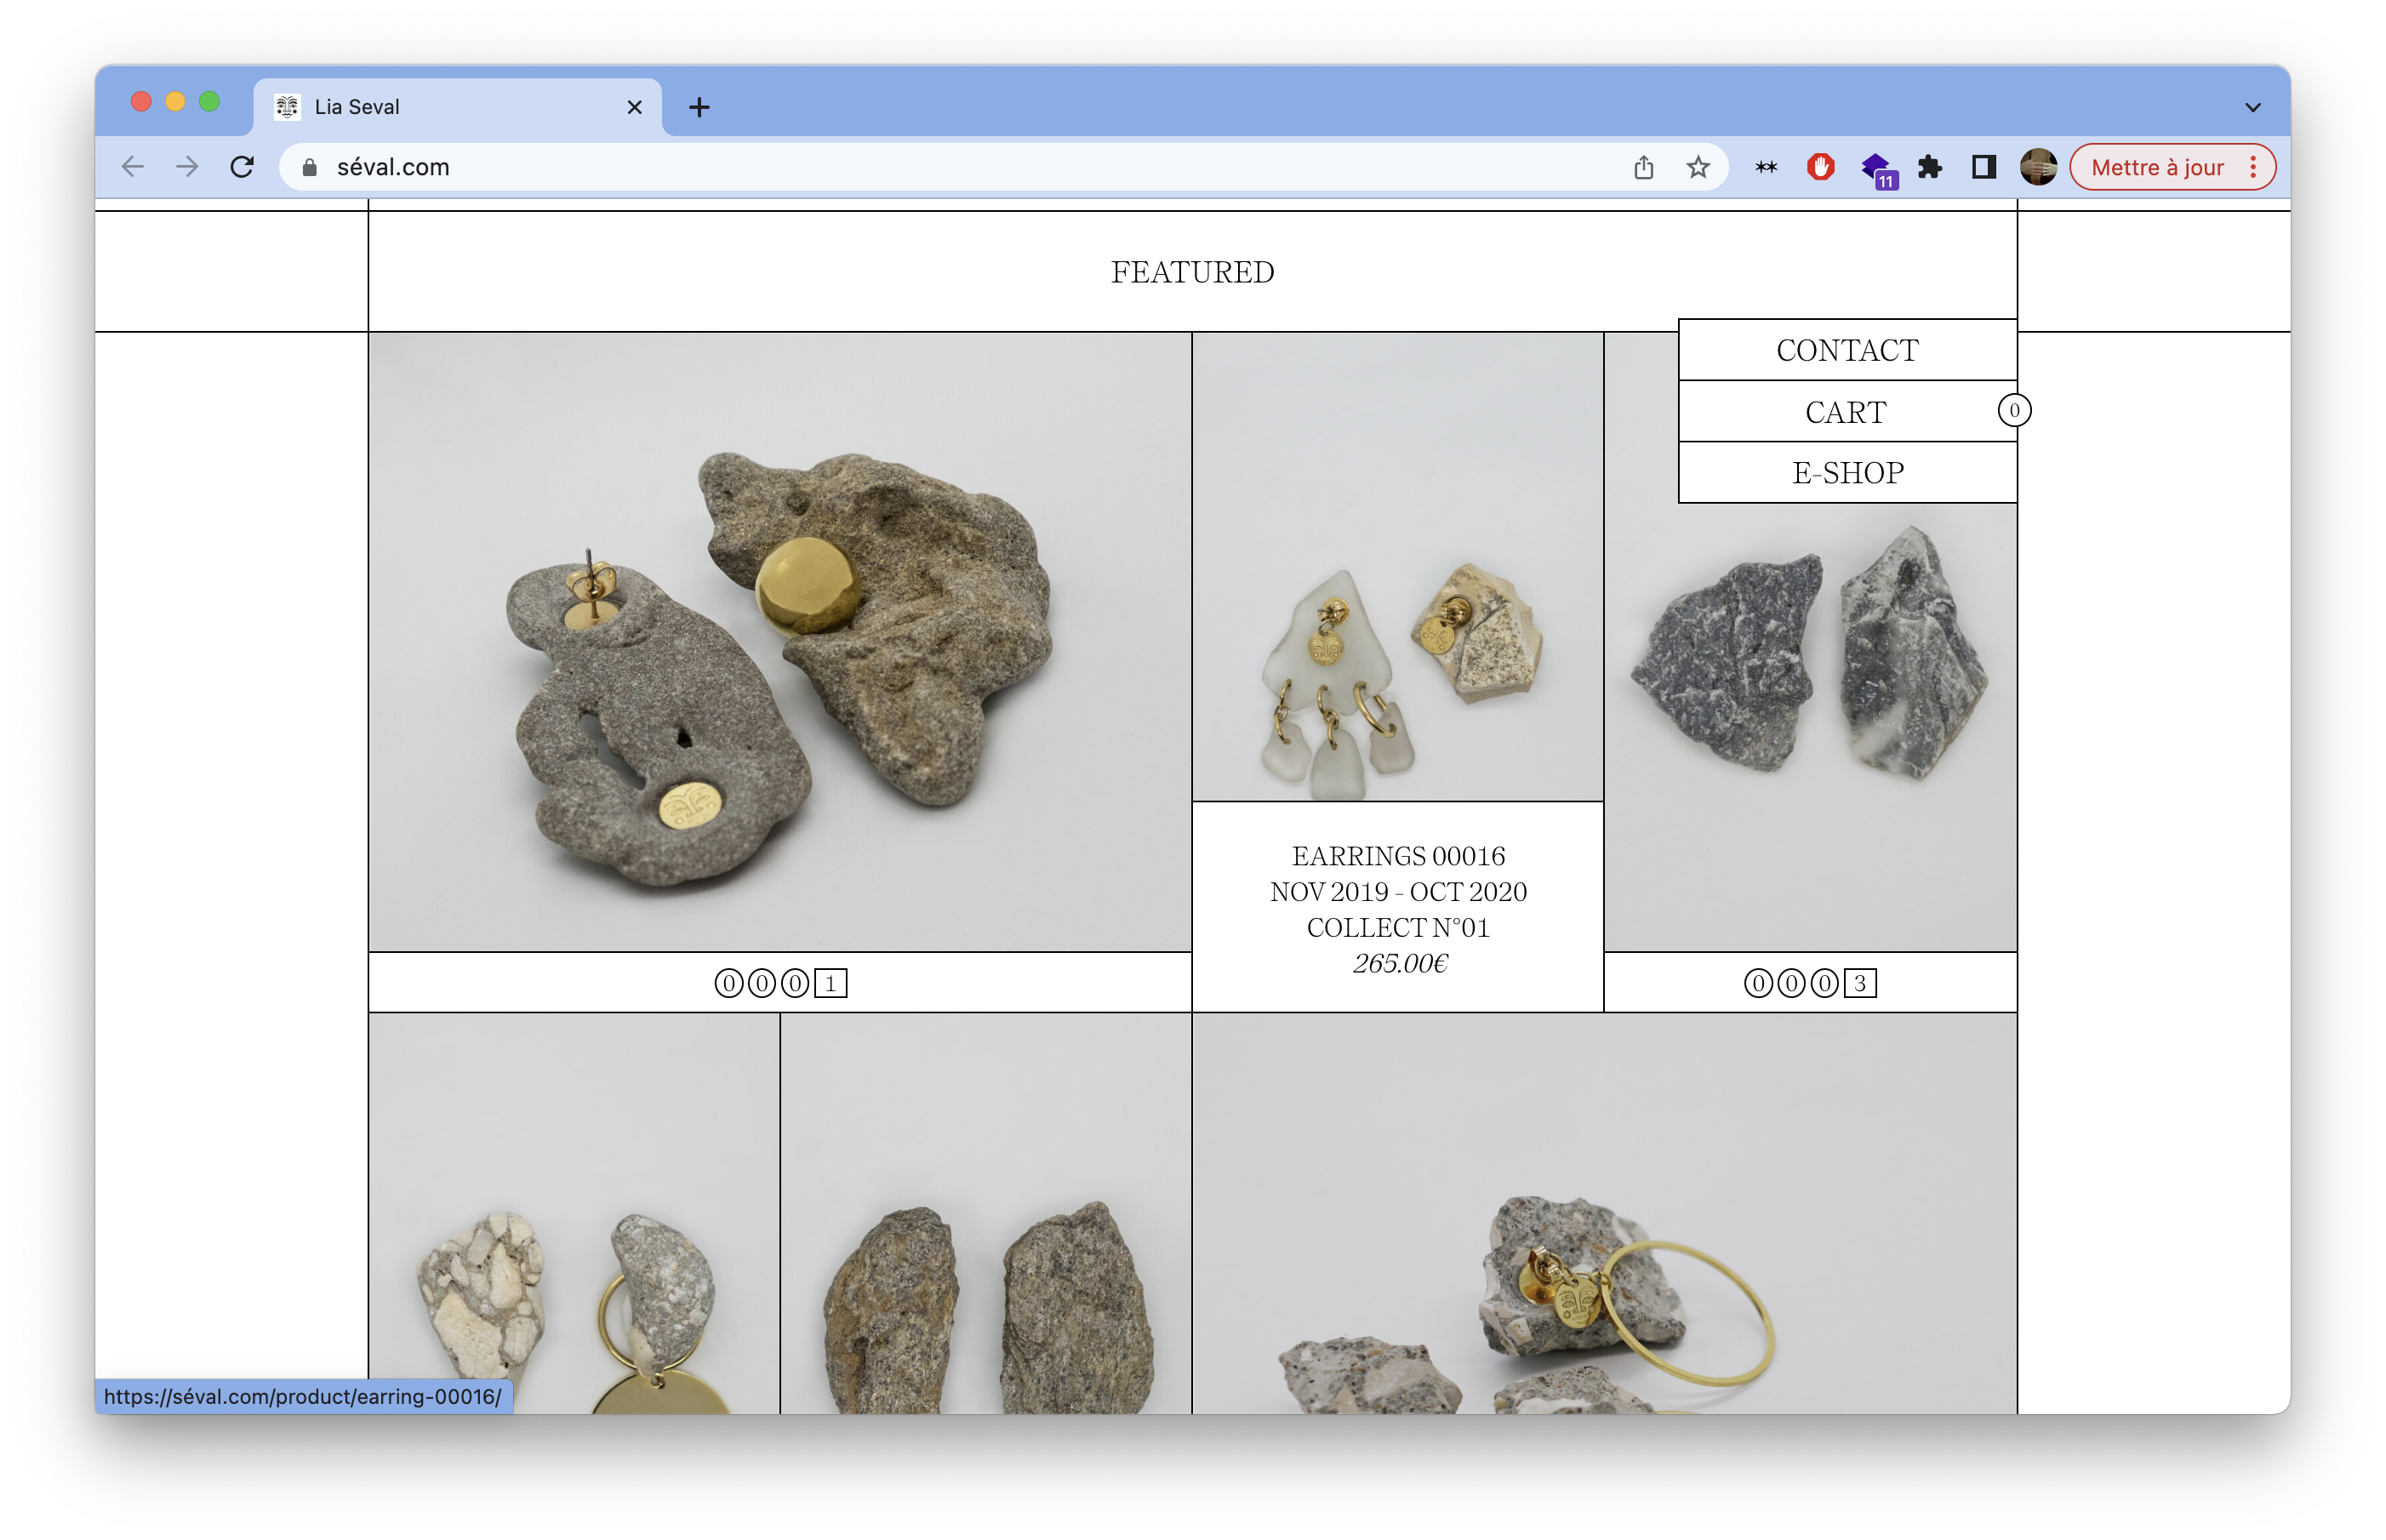 Lia Seval
séval.com
11
Mettre à jour
FEATURED
CONTACT
CART
0
E-SHOP
EARRINGS 00016
NOV 2019 - OCT 2020
COLLECT N°01
265.00€
0001
0003
https://séval.com/product/earring-00016/